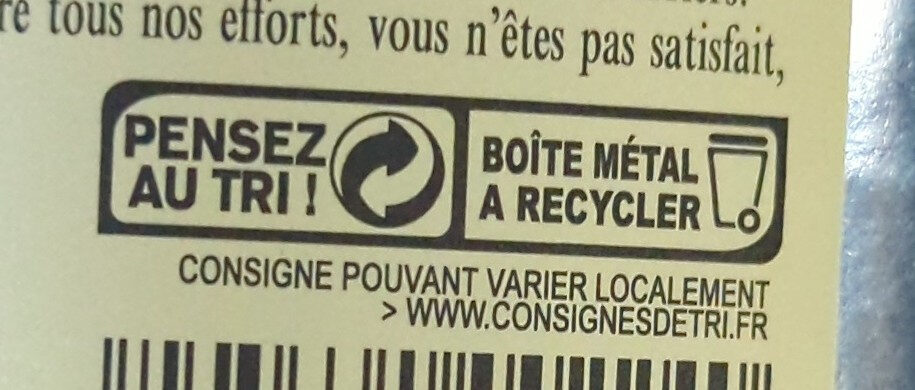 tous nos efforts, vous n'êtes pas satisfait,
PENSEZ
AU TRI !
BOÎTE MÉTAL
A RECYCLER
CONSIGNE POUVANT VARIER LOCALEMENT
> WWW.CONSIGNESDETRI.FR